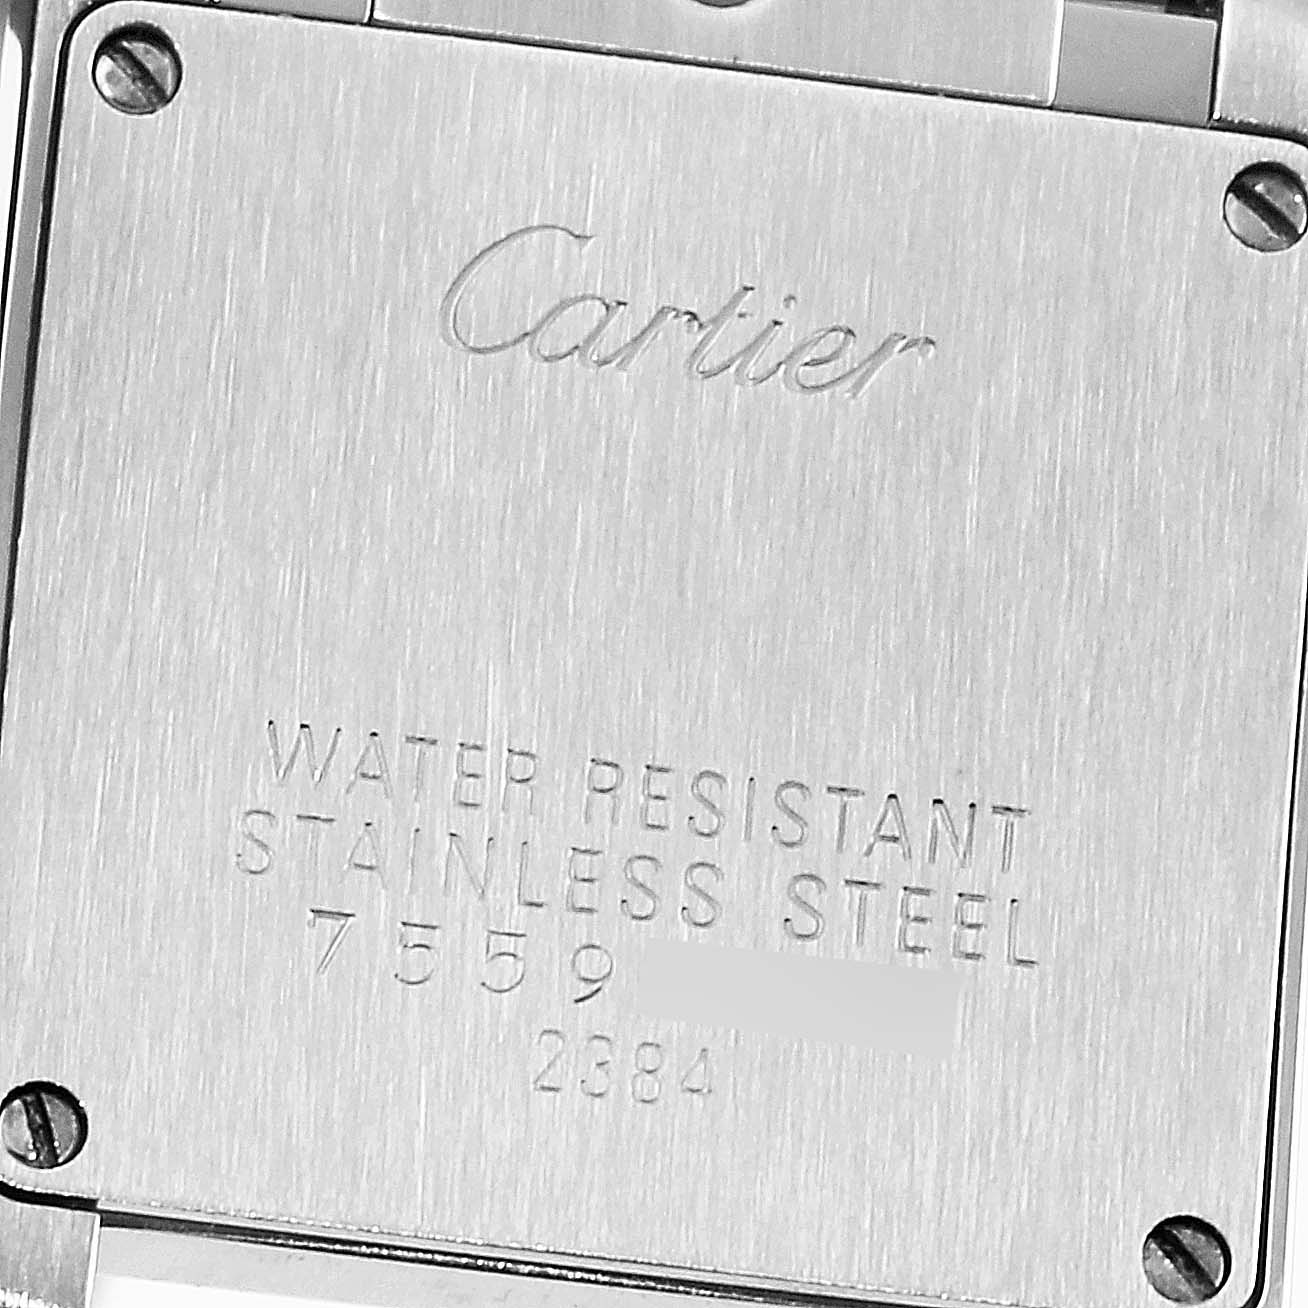 Cartier
WATER RESISTANT
STAINLESS STEEL
7559
2384